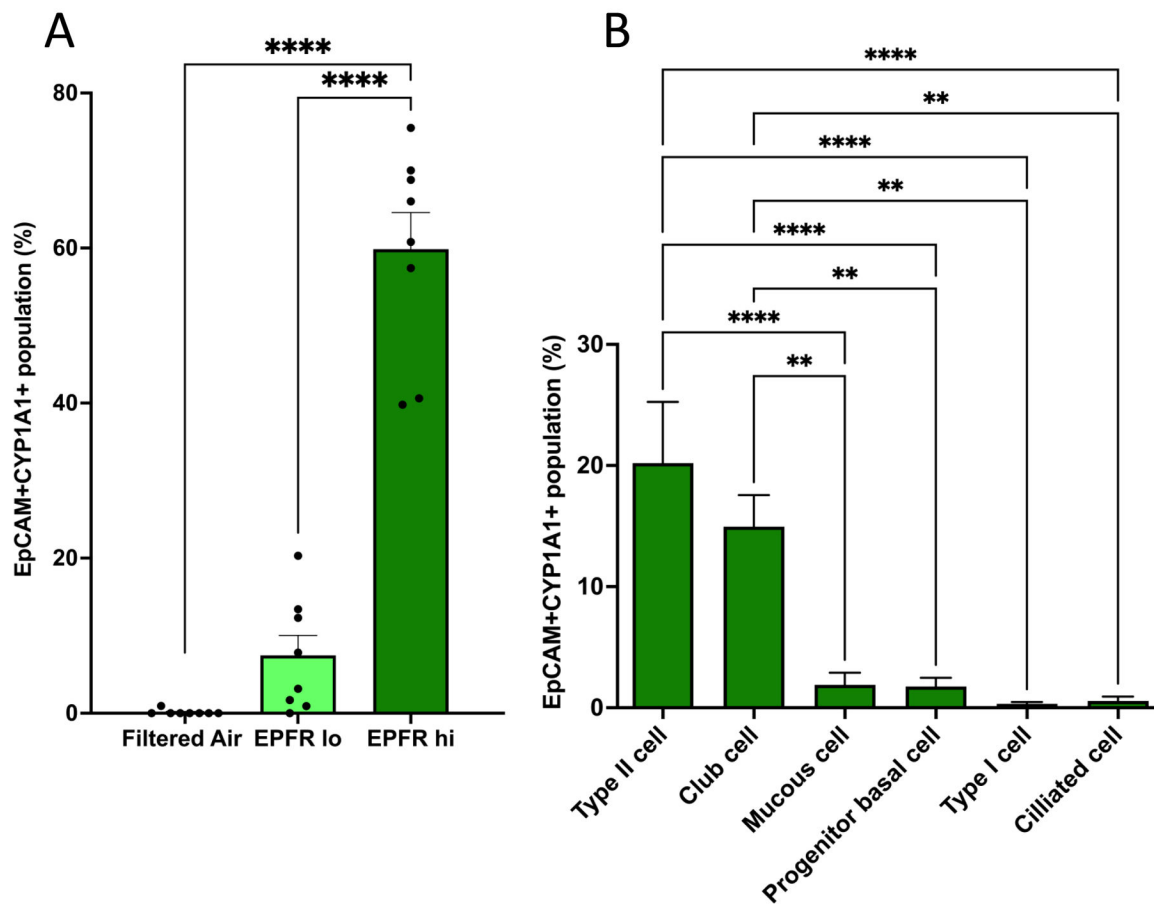 A
B
****
****
80
60
40
20
0
EpCAM+CYP1A1+ population (%)
Filtered Air
EPFR lo
EPFR hi
****
**
****
**
****
**
****
**
30
20
10
0
EpCAM+CYP1A1+ population (%)
Type II cell
Club cell
Mucous cell
Progenitor basal cell
Type I cell
Cilliated cell